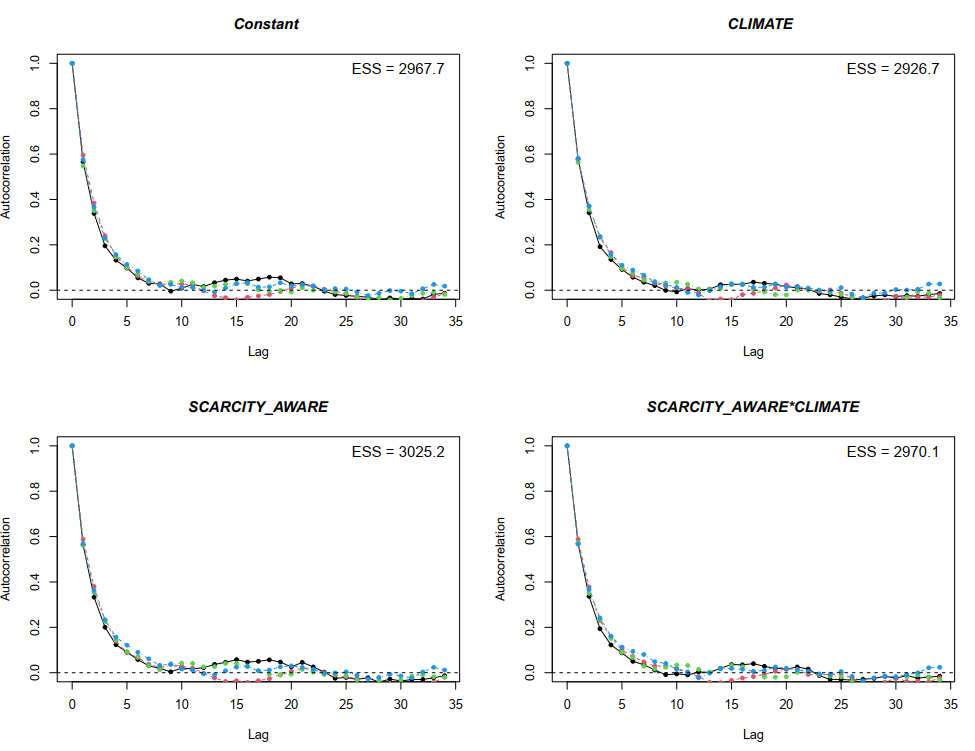 Constant
ESS = 2967.7
Autocorrelation
0.0 0.2 0.4 0.6 0.8 1.0
0 5 10 15 20 25 30 35
Lag
CLIMATE
ESS = 2926.7
Autocorrelation
0.0 0.2 0.4 0.6 0.8 1.0
0 5 10 15 20 25 30 35
Lag
SCARCITY_AWARE
ESS = 3025.2
Autocorrelation
0.0 0.2 0.4 0.6 0.8 1.0
0 5 10 15 20 25 30 35
Lag
SCARCITY_AWARE*CLIMATE
ESS = 2970.1
Autocorrelation
0.0 0.2 0.4 0.6 0.8 1.0
0 5 10 15 20 25 30 35
Lag